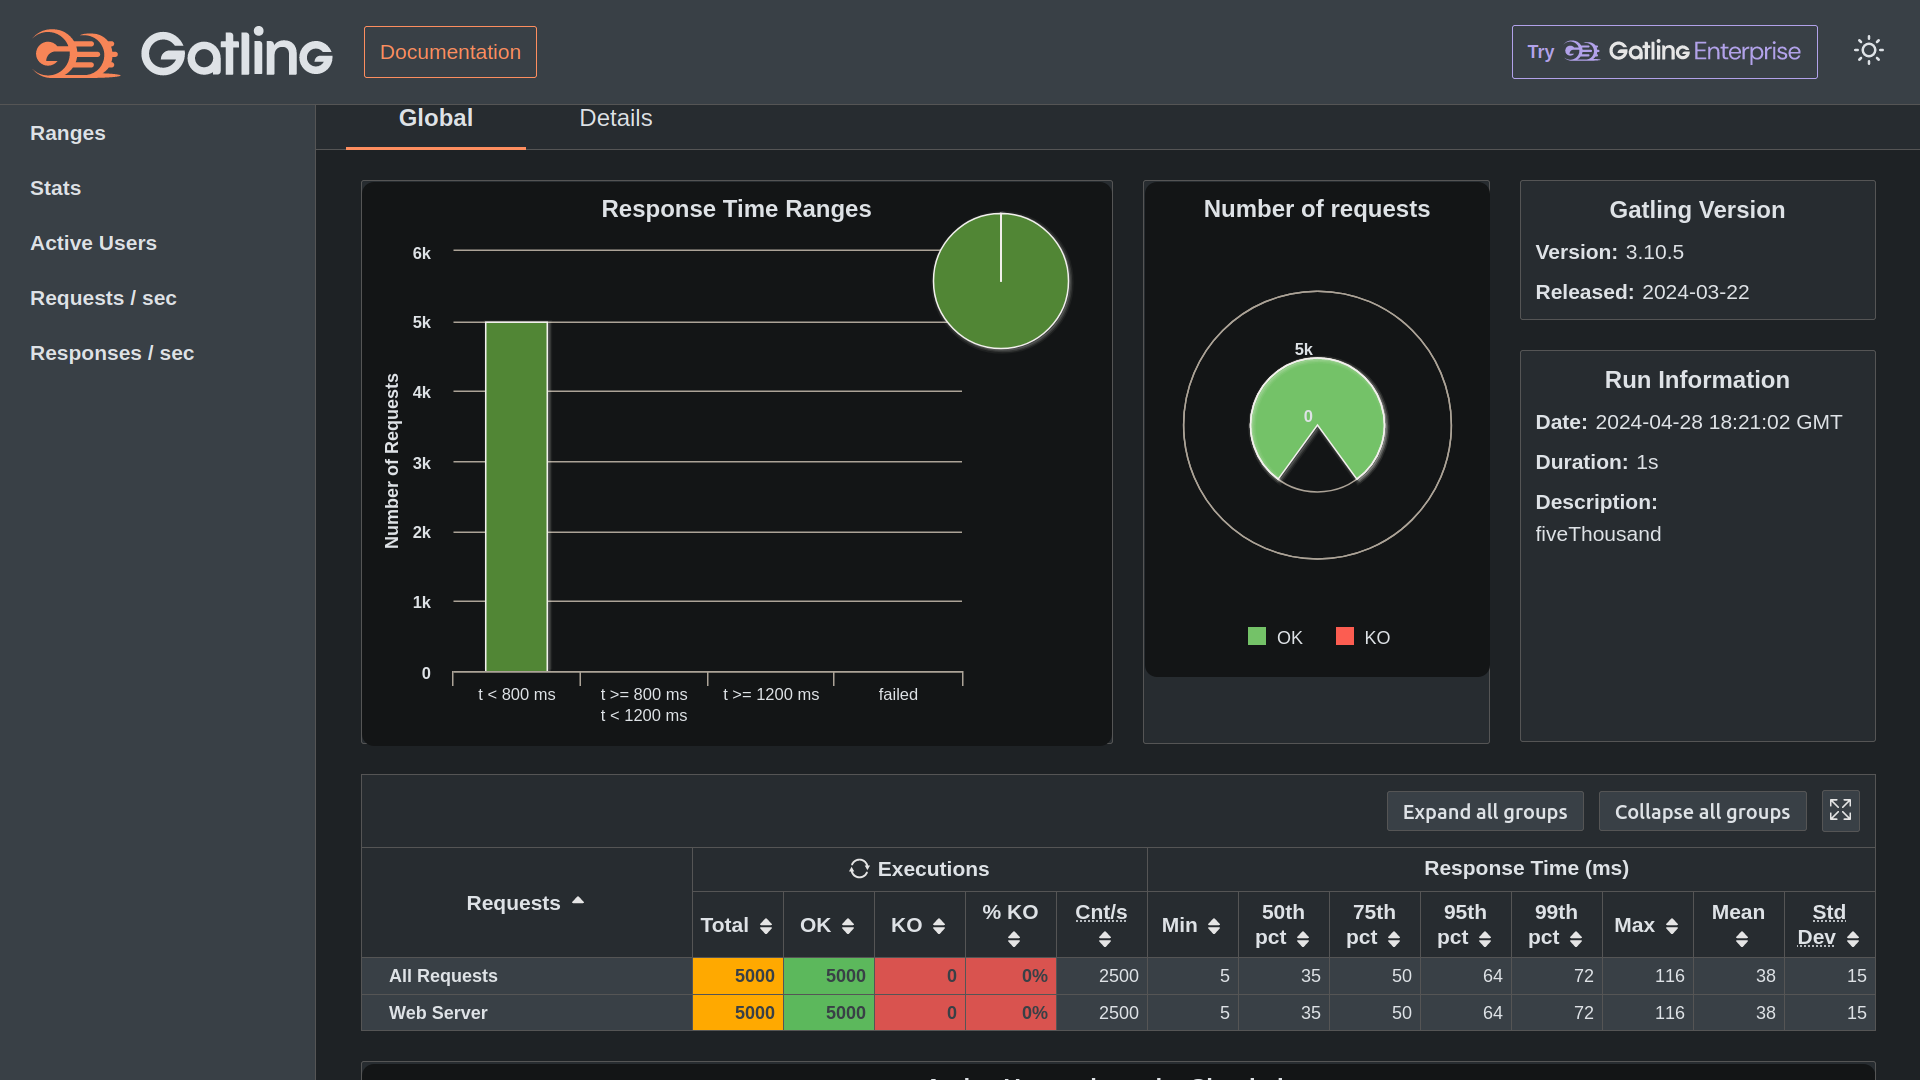 Gatling
Documentation
Try Gatling Enterprise
Ranges
Stats
Active Users
Requests / sec
Responses / sec
Global
Details
Response Time Ranges
6k
5k
4k
3k
2k
1k
0
Number of Requests
t < 800 ms
t >= 800 ms
t < 1200 ms
t >= 1200 ms
failed
Number of requests
5k
0
OK
KO
Gatling Version
Version: 3.10.5
Released: 2024-03-22
Run Information
Date: 2024-04-28 18:21:02 GMT
Duration: 1s
Description:
fiveThousand
Expand all groups
Collapse all groups
Requests
Executions
Response Time (ms)
Total
OK
KO
% KO
Cnt/s
Min
50th
pct
75th
pct
95th
pct
99th
pct
Max
Mean
Std
Dev
All Requests 5000 5000 0 0% 2500 5 35 50 64 72 116 38 15
Web Server 5000 5000 0 0% 2500 5 35 50 64 72 116 38 15